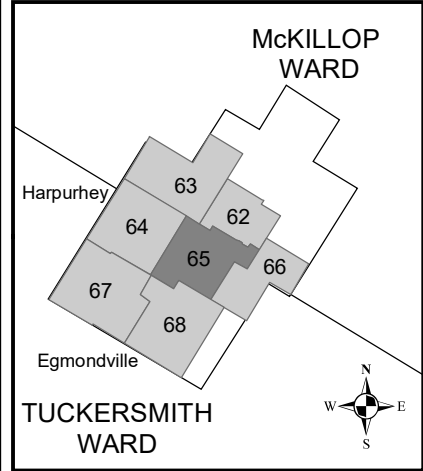 McKILLOP
WARD
63
Harpurhey
62
64
65
66
67
68
Egmondville
TUCKERSMITH
WARD
N
W E
S